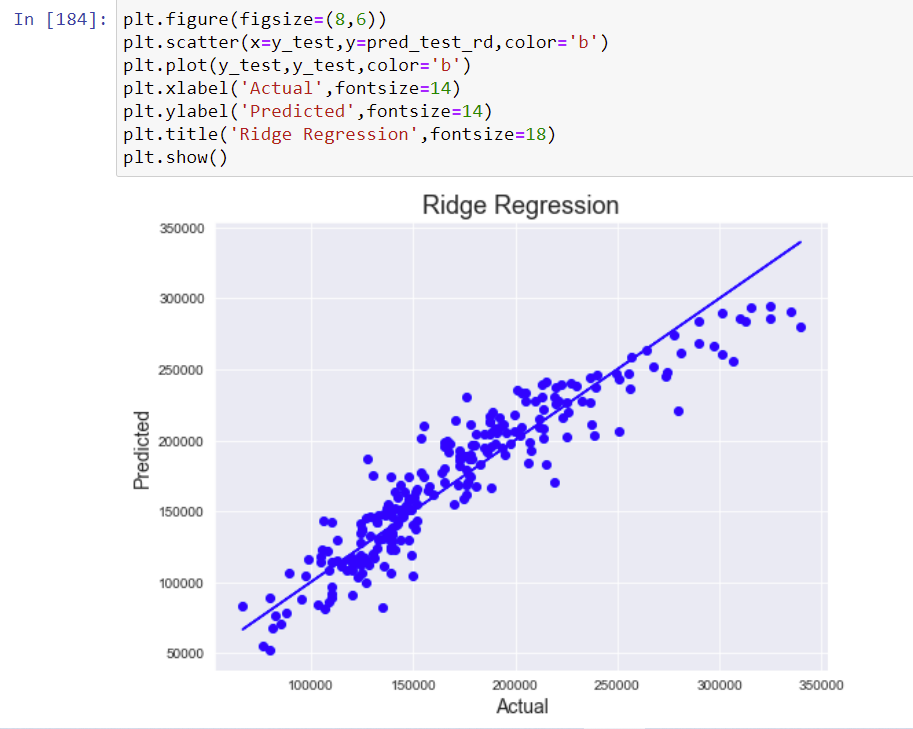 In [184]: plt.figure(figsize=(8,6))
plt.scatter(x=y_test,y=pred_test_rd,color='b')
plt.plot(y_test,y_test,color='b')
plt.xlabel('Actual',fontsize=14)
plt.ylabel('Predicted',fontsize=14)
plt.title('Ridge Regression',fontsize=18)
plt.show()
Ridge Regression
350000
300000
250000
200000
150000
100000
50000
Predicted
100000 150000 200000 250000 300000 350000
Actual